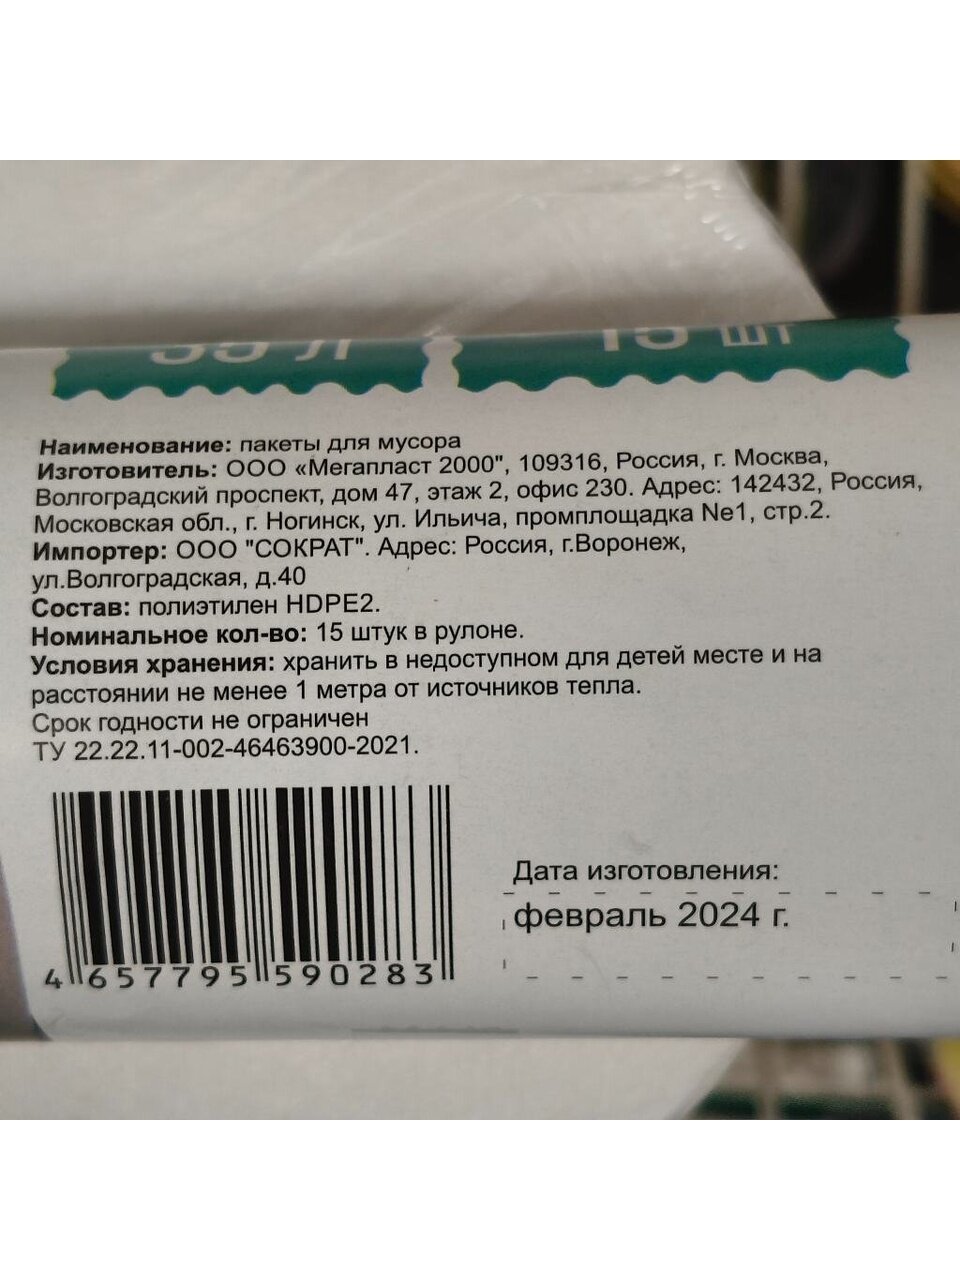 35 Л 15 ШТ
Наименование: пакеты для мусора
Изготовитель: ООО «Мегапласт 2000", 109316, Россия, г. Москва,
Волгоградский проспект, дом 47, этаж 2, офис 230. Адрес: 142432, Россия,
Московская обл., г. Ногинск, ул. Ильича, промплощадка №1, стр.2.
Импортер: ООО "СОКРАТ". Адрес: Россия, г.Воронеж,
ул.Волгоградская, д.40
Состав: полиэтилен HDPE2.
Номинальное кол-во: 15 штук в рулоне.
Условия хранения: хранить в недоступном для детей месте и на
расстоянии не менее 1 метра от источников тепла.
Срок годности не ограничен
ТУ 22.22.11-002-46463900-2021.
Дата изготовления:
февраль 2024 г.
4 657795 590283